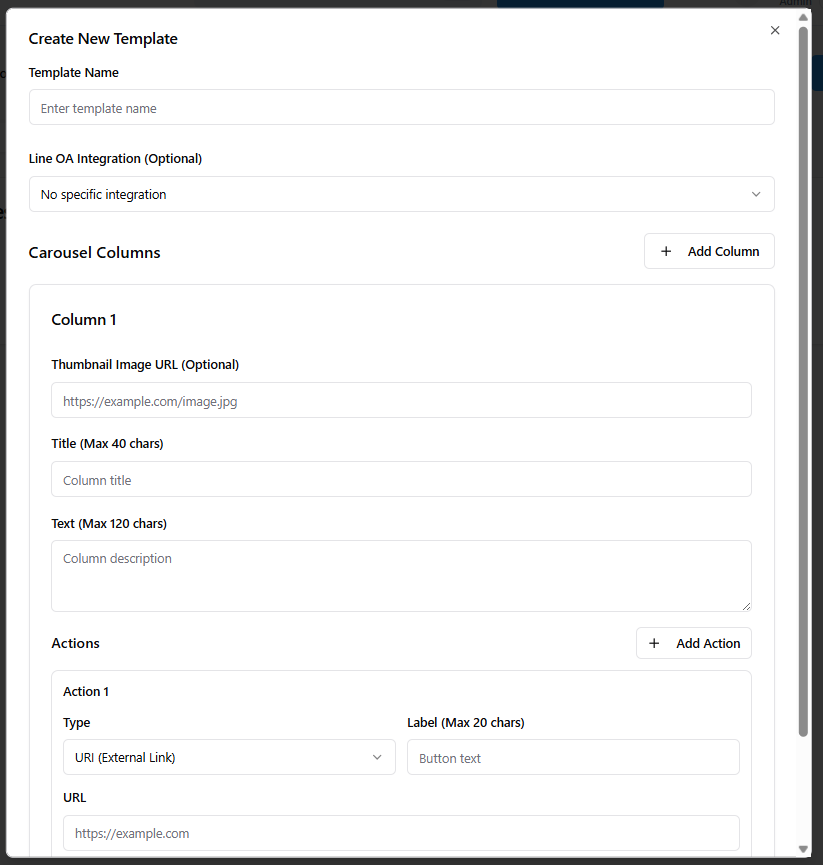 Admin
Create New Template
Template Name
Enter template name
Line OA Integration (Optional)
No specific integration
Carousel Columns
Add Column
Column 1
Thumbnail Image URL (Optional)
https://example.com/image.jpg
Title (Max 40 chars)
Column title
Text (Max 120 chars)
Column description
Actions
Add Action
Action 1
Type
Label (Max 20 chars)
URI (External Link)
Button text
URL
https://example.com